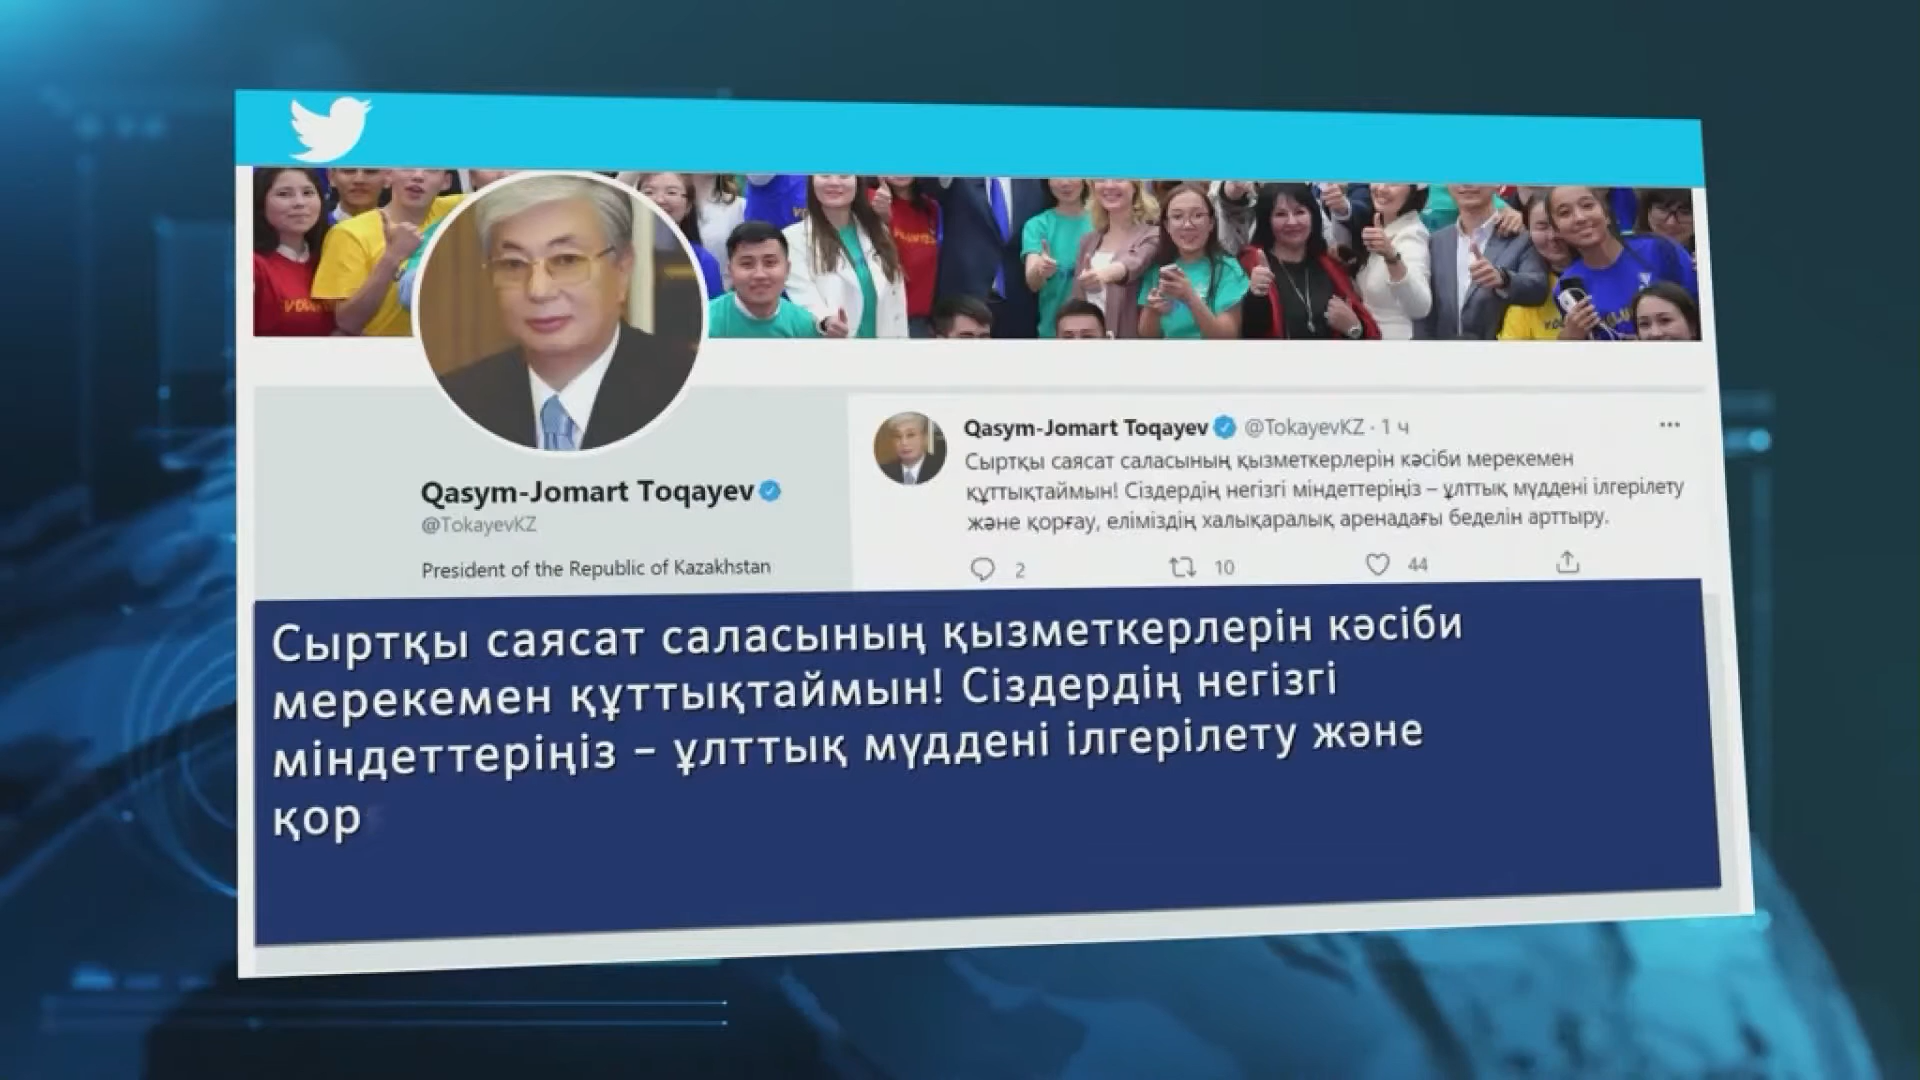 Qasym-Jomart Toqayev
@TokayevKZ
President of the Republic of Kazakhstan
Qasym-Jomart Toqayev @TokayevKZ · 1 ч
Сыртқы саясат саласының қызметкерлерін кәсіби мерекемен
құттықтаймын! Сіздердің негізгі міндеттеріңіз – ұлттық мүддені ілгерілету
және қорғау, еліміздің халықаралық аренадағы беделін арттыру.
2 10 44
Сыртқы саясат саласының қызметкерлерін кәсіби
мерекемен құттықтаймын! Сіздердің негізгі
міндеттеріңіз – ұлттық мүддені ілгерілету және
қор